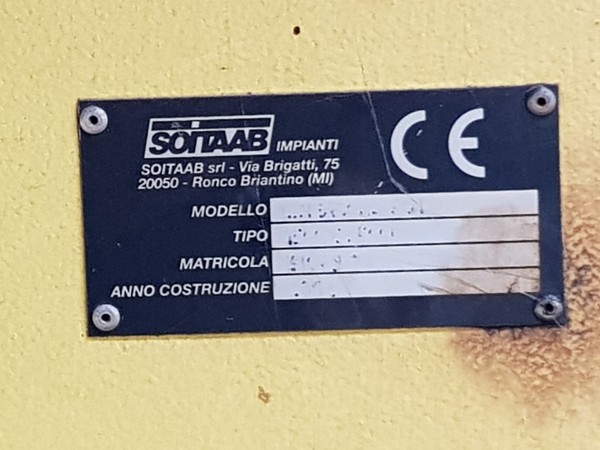 SOITAAB IMPIANTI
SOITAAB srl - Via Brigatti, 75
20050 - Ronco Briantino (MI)
CE
MODELLO
TIPO
MATRICOLA
ANNO COSTRUZIONE